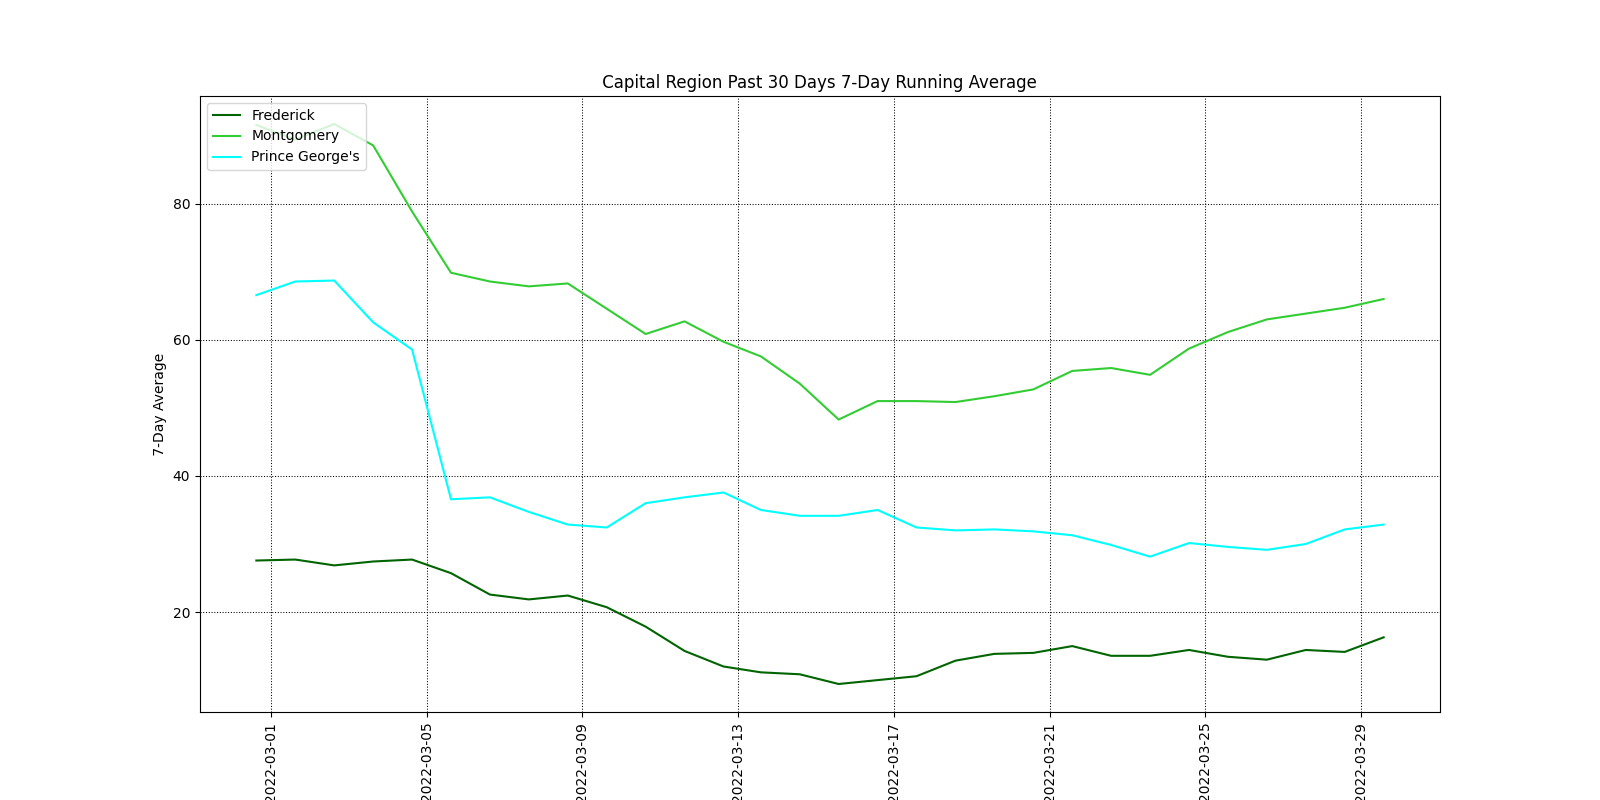 Capital Region Past 30 Days 7-Day Running Average
Frederick
Montgomery
Prince George's
7-Day Average
80
60
40
20
2022-03-01
2022-03-05
2022-03-09
2022-03-13
2022-03-17
2022-03-21
2022-03-25
2022-03-29